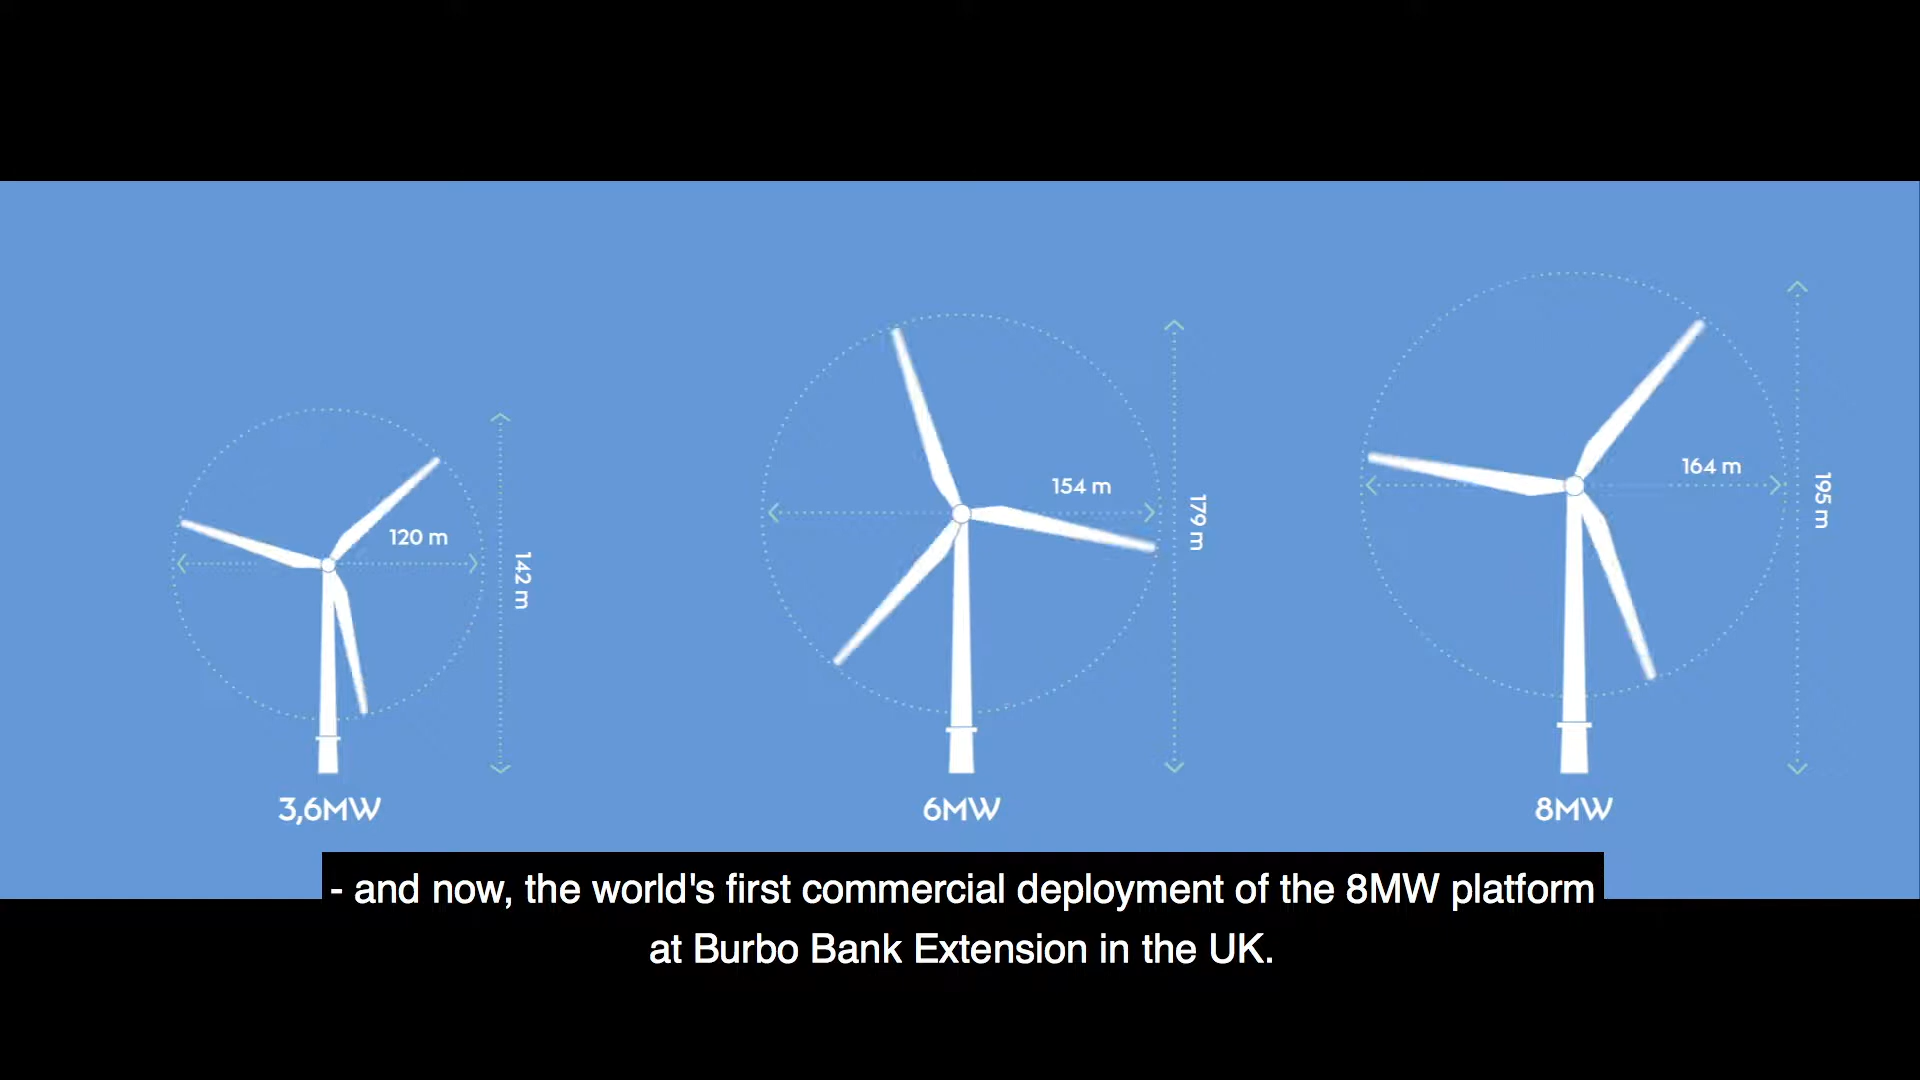 120 m
142 m
3,6MW
154 m
179 m
6MW
164 m
195 m
8MW
- and now, the world's first commercial deployment of the 8MW platform
at Burbo Bank Extension in the UK.